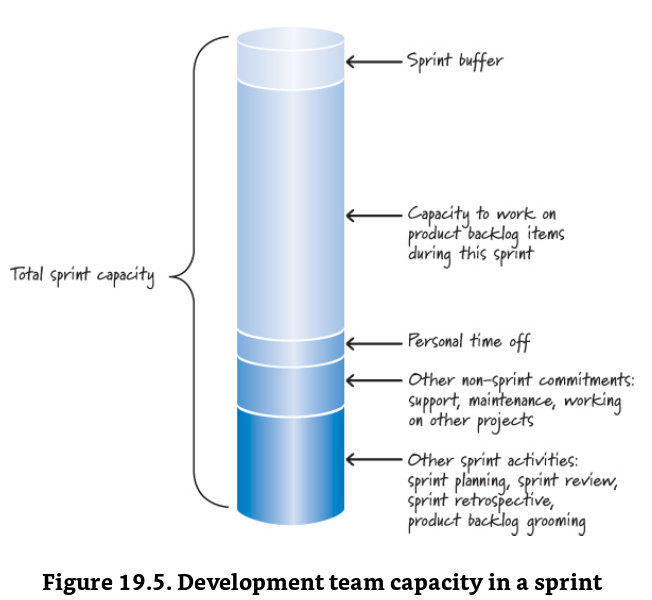 Sprint buffer
Capacity to work on
product backlog items
during this sprint
Total sprint capacity
Personal time off
Other non-sprint commitments:
support, maintenance, working
on other projects
Other sprint activities:
sprint planning, sprint review,
sprint retrospective,
product backlog grooming
Figure 19.5. Development team capacity in a sprint